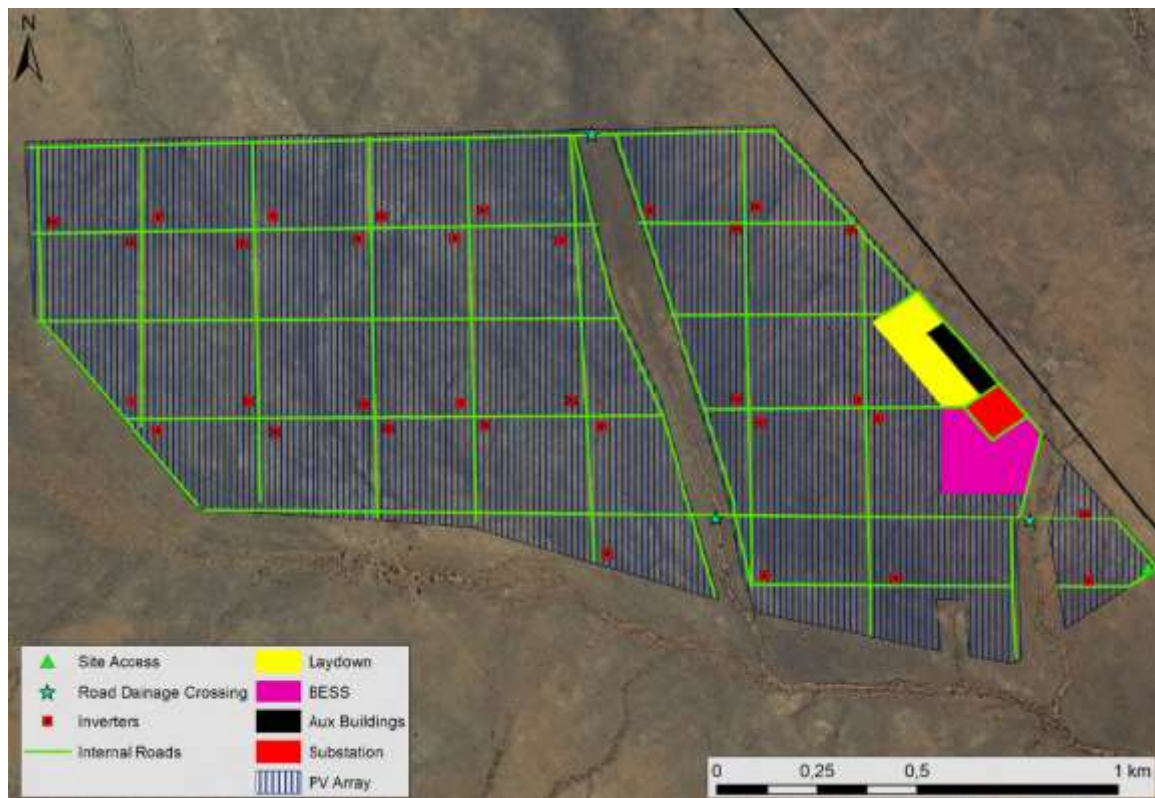 N
Site Access
Road Dainage Crossing
Inverters
Internal Roads
Laydown
BESS
Aux Buildings
Substation
PV Array
0 0,25 0,5 1 km